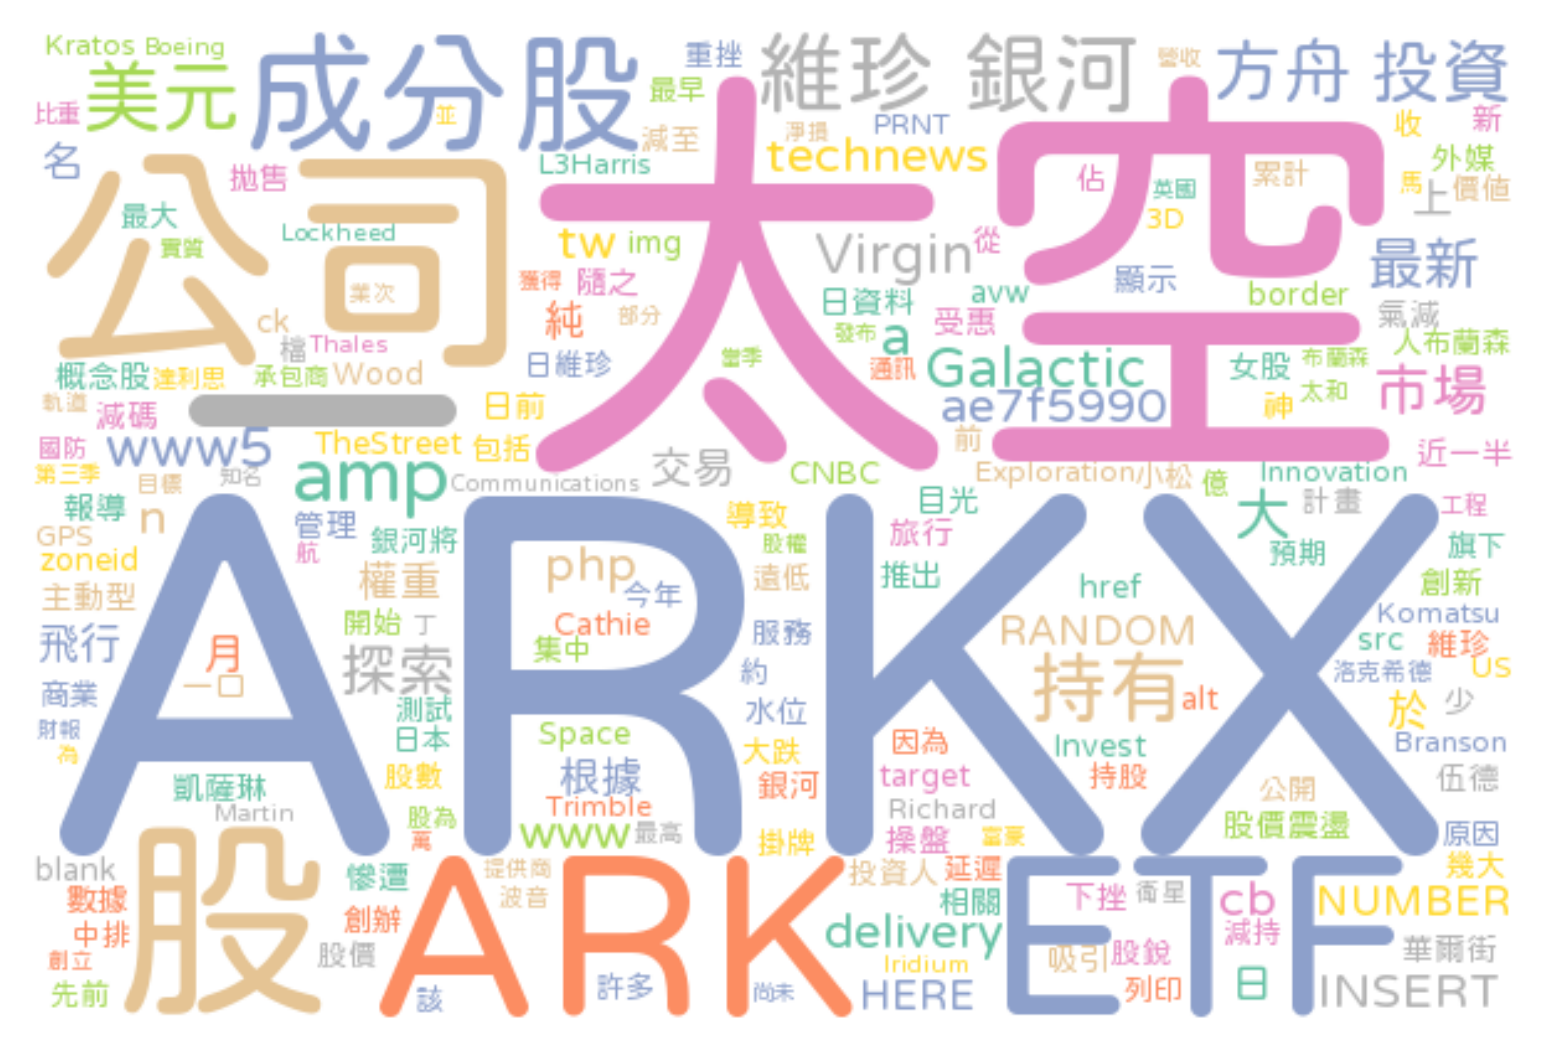 Kratos Boeing
美元
成分股
重挫
維珍 銀河
營收
方舟 投資
比重
並
最早
收
新
名
減至
淨損
PRNT
technews
外媒
公司
拋售
L3Harris
太空
佔
英國
累計
馬
上
價值
最大
實質
Lockheed
tw
img
Virgin
從
3D
最新
業次
獲得
隨之
日資料
avw
顯示
border
ck
純
部分
發布
a
受惠
氣減
檔
Thales
日維珍
當季
通訊
Galactic
女股
布蘭森
人布蘭森
概念股
達利思
承包商
Wood
ae7f5990
神
太和
市場
軌道
減碼
一
日前
國防
www5
TheStreet
包括
交易
前
近一半
第三季
目標
知名
amp
Communications
CNBC
Exploration
小松
億
Innovation
報導
n
管理
導致
目光
大
計畫
工程
GPS
航
銀河將
股權
旅行
預期
旗下
zoneid
ARKX
主動型
權重
php
今年
遠低
推出
href
創新
開始
丁
Cathie
服務
RANDOM
Komatsu
飛行
月
一口
探索
集中
約
持有
src
維珍
US
商業
alt
洛克希德
財報
測試
水位
於
少
為
日本
Space
大跌
因為
Invest
Branson
凱薩琳
股數
根據
銀河
target
持股
公開
伍德
Martin
股為
Trimble
Richard
萬
www
最高
掛牌
操盤
富豪
股價震盪
原因
blank
股
慘遭
ARK
提供商
投資人
延遲
ETF
幾大
數據
波音
相關
下挫
衛星
cb
NUMBER
中排
創辦
delivery
減持
創立
股價
Iridium
吸引
股銳
華爾街
先前
該
許多
尚未
HERE
列印
日
INSERT